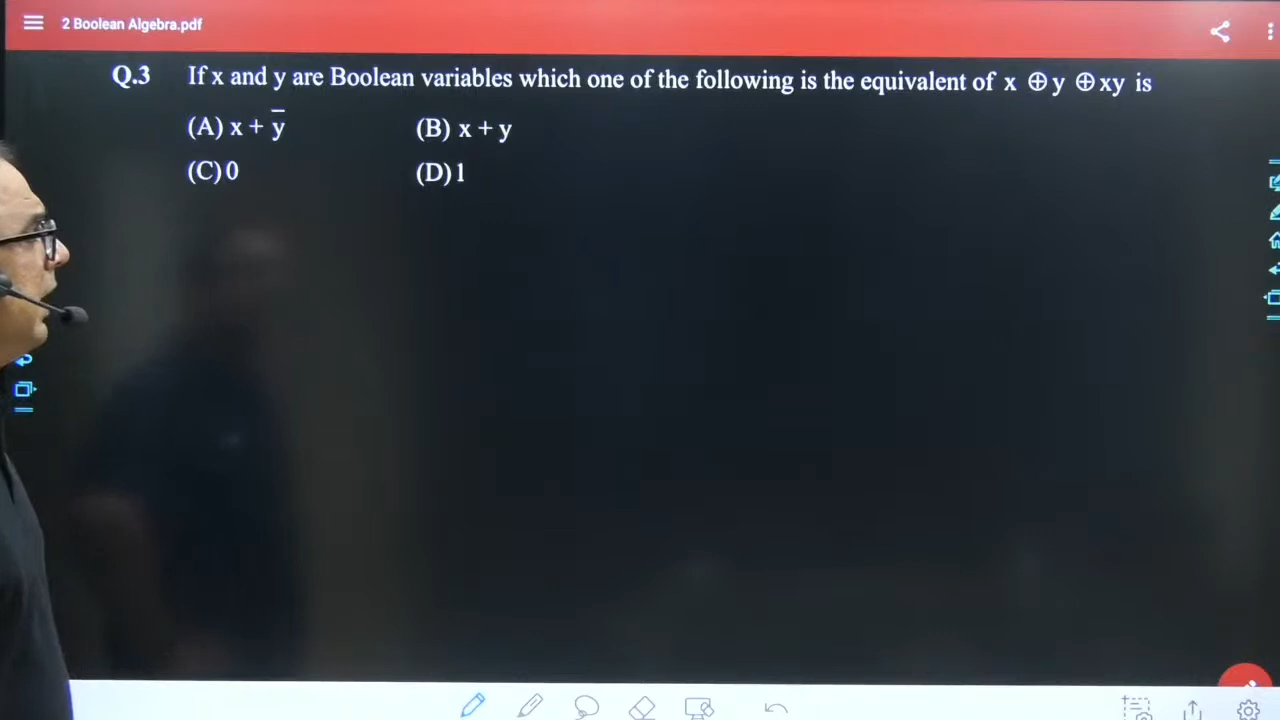 2 Boolean Algebra.pdf
Q.3 If x and y are Boolean variables which one of the following is the equivalent of x ⊕ y ⊕ xy is
(A) x + y̅ (B) x + y
(C) 0 (D) 1